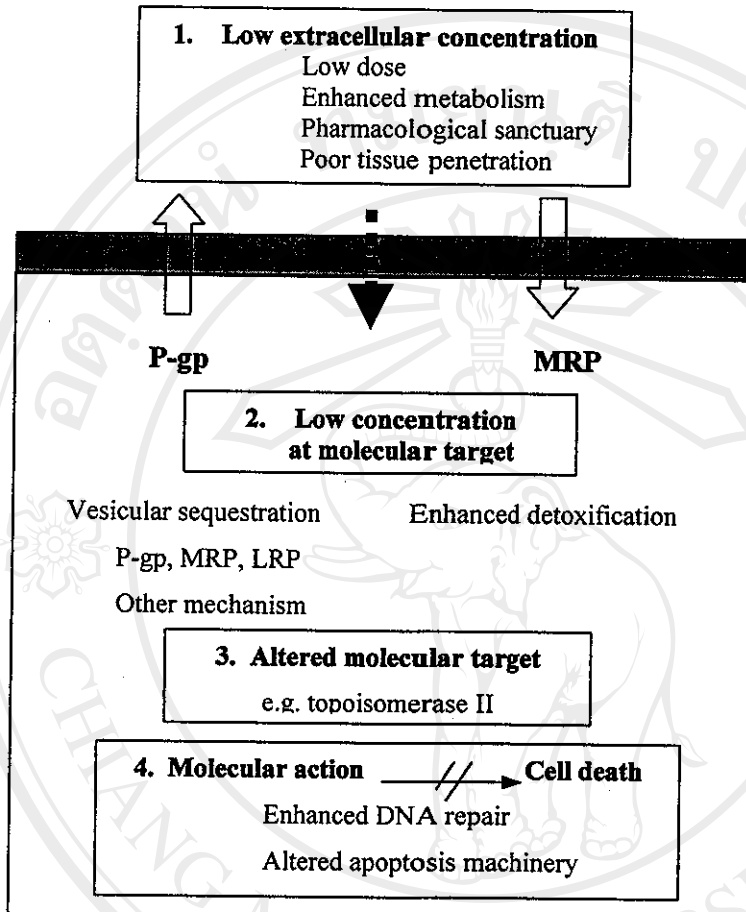 1. Low extracellular concentration
Low dose
Enhanced metabolism
Pharmacological sanctuary
Poor tissue penetration
P-gp
MRP
2. Low concentration
at molecular target
Vesicular sequestration
Enhanced detoxification
P-gp, MRP, LRP
Other mechanism
3. Altered molecular target
e.g. topoisomerase II
4. Molecular action
Cell death
Enhanced DNA repair
Altered apoptosis machinery
CHIANG